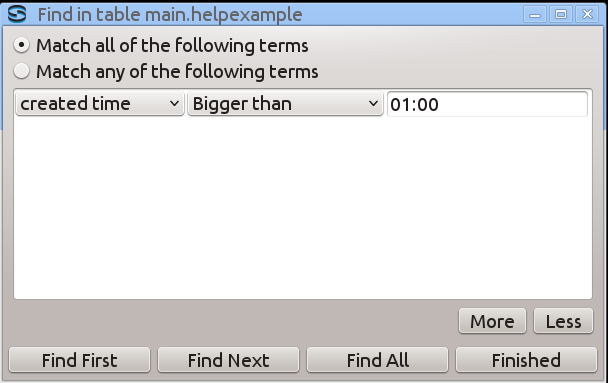 Find in table main.helpexample
Match all of the following terms
Match any of the following terms
created time Bigger than 01:00
More Less
Find First Find Next Find All Finished